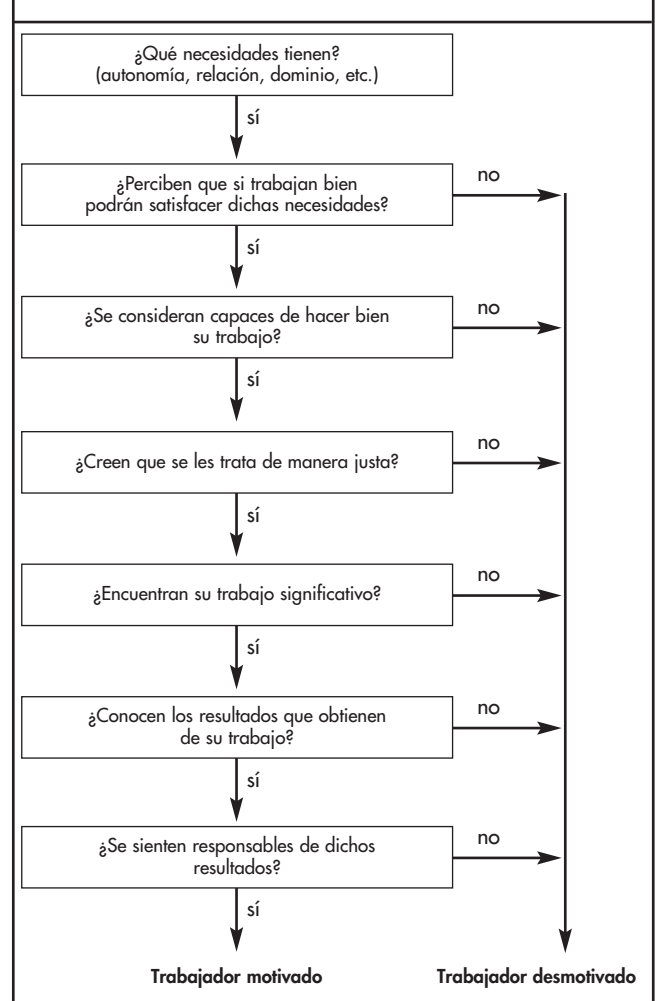 ¿Qué necesidades tienen?
(autonomía, relación, dominio, etc.)
sí
¿Perciben que si trabajan bien
podrán satisfacer dichas necesidades?
no
sí
¿Se consideran capaces de hacer bien
su trabajo?
no
sí
¿Creen que se les trata de manera justa?
no
sí
¿Encuentran su trabajo significativo?
no
sí
¿Conocen los resultados que obtienen
de su trabajo?
no
sí
¿Se sienten responsables de dichos
resultados?
no
sí
Trabajador motivado
Trabajador desmotivado